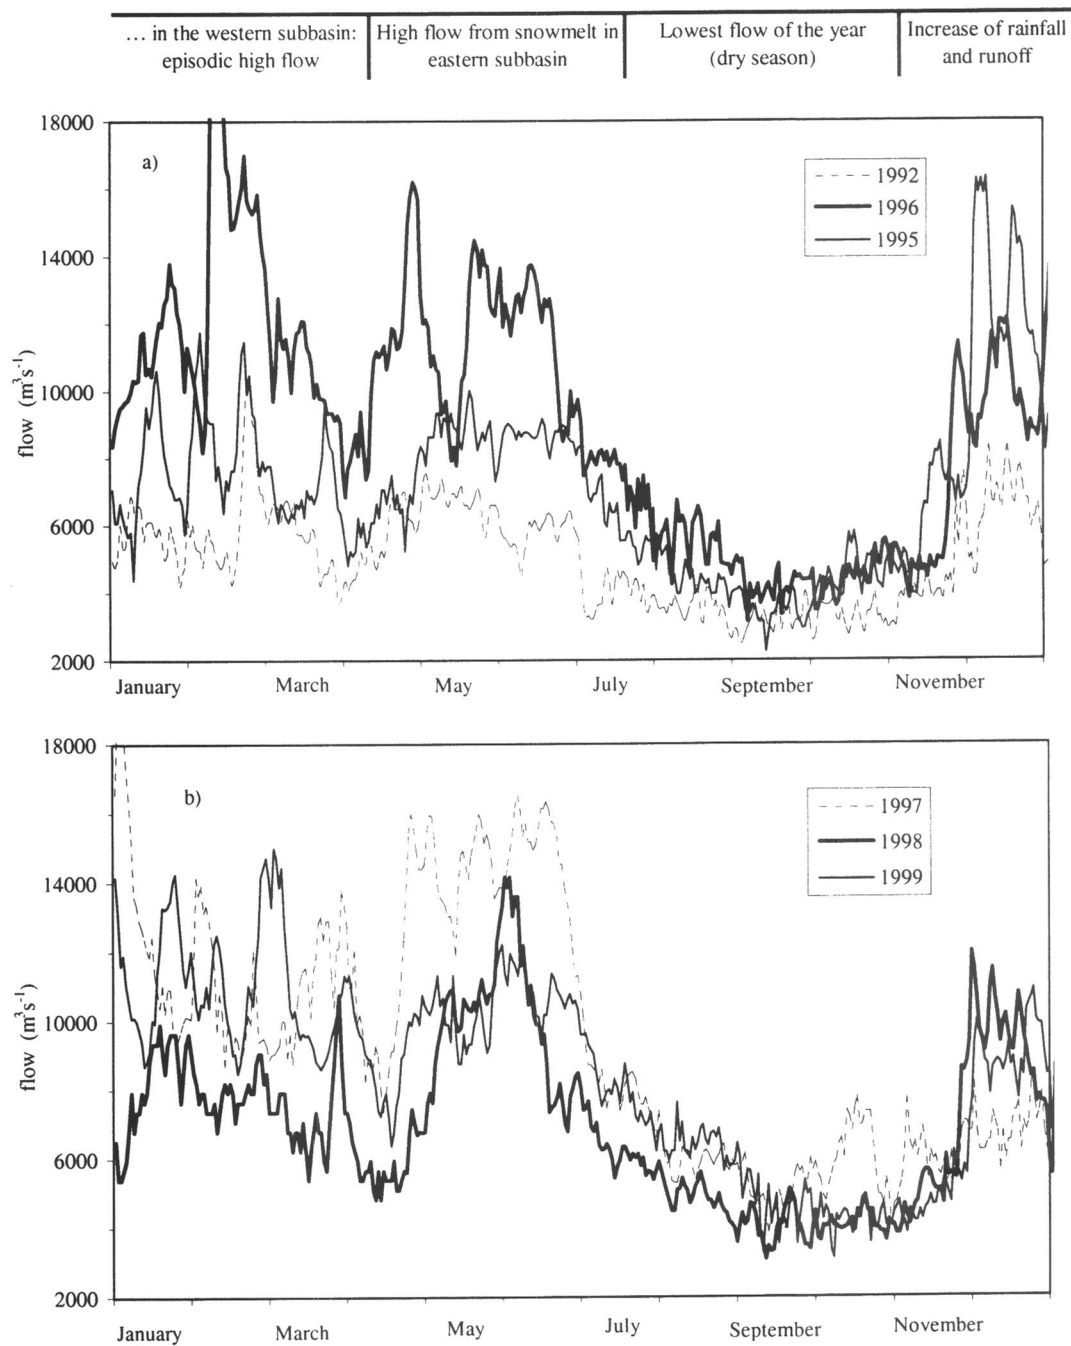 … in the western subbasin:
episodic high flow
High flow from snowmelt in
eastern subbasin
Lowest flow of the year
(dry season)
Increase of rainfall
and runoff
18000
14000
10000
6000
2000
flow (m³s⁻¹)
a)
1992
1996
1995
January March May July September November
18000
14000
10000
6000
2000
flow (m³s⁻¹)
b)
1997
1998
1999
January March May July September November